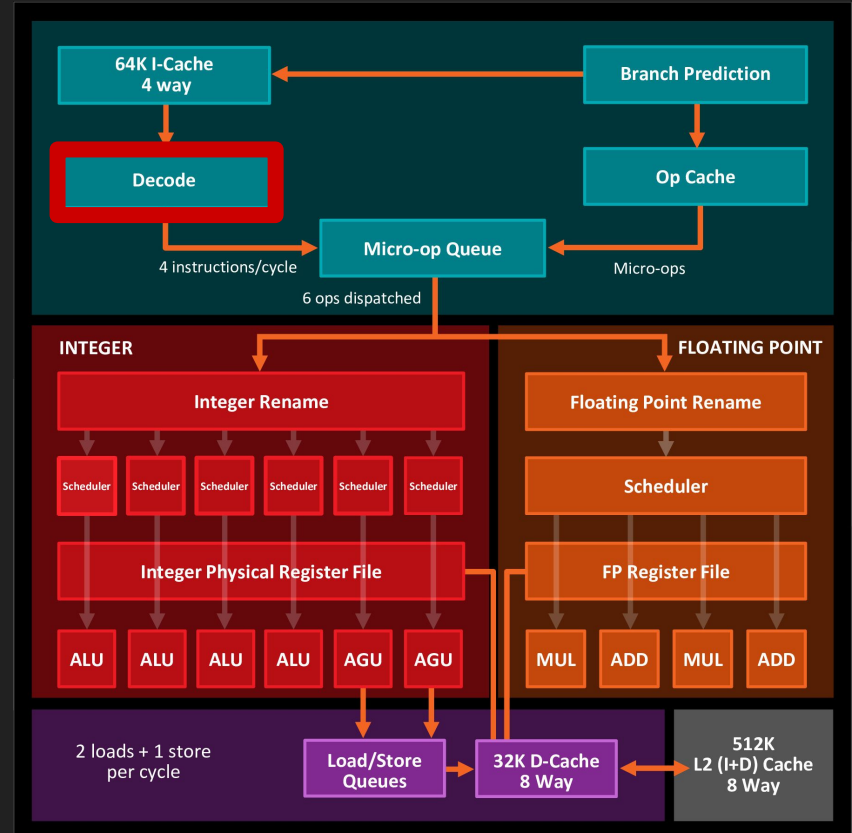 64K I-Cache
4 way
Branch Prediction
Decode
Op Cache
Micro-op Queue
4 instructions/cycle
Micro-ops
6 ops dispatched
INTEGER
FLOATING POINT
Integer Rename
Floating Point Rename
Scheduler
Scheduler
Scheduler
Scheduler
Scheduler
Scheduler
Scheduler
Integer Physical Register File
FP Register File
ALU
ALU
ALU
ALU
AGU
AGU
MUL
ADD
MUL
ADD
2 loads + 1 store
per cycle
Load/Store
Queues
32K D-Cache
8 Way
512K
L2 (I+D) Cache
8 Way